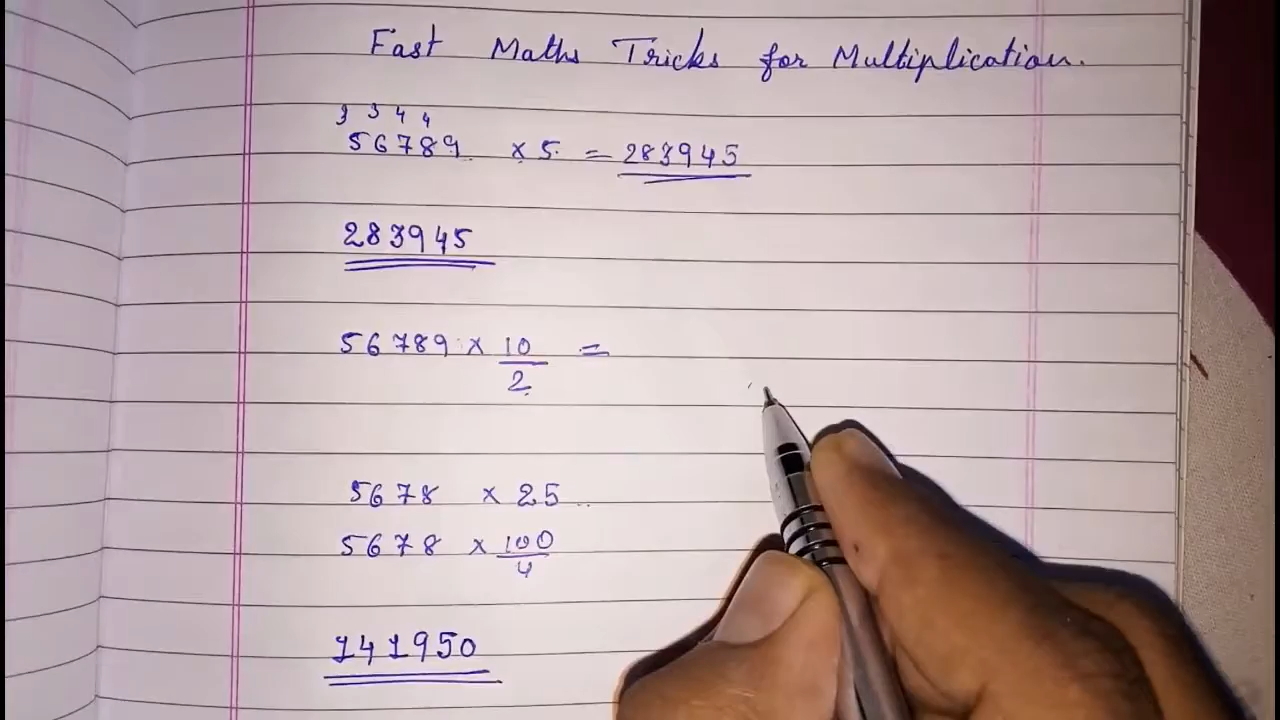 Fast Maths Tricks for Multiplication.
3 3 4 4
56789 × 5 = 283945
283945
56789 × 10/2 =
5678 × 25
5678 × 100/4
141950